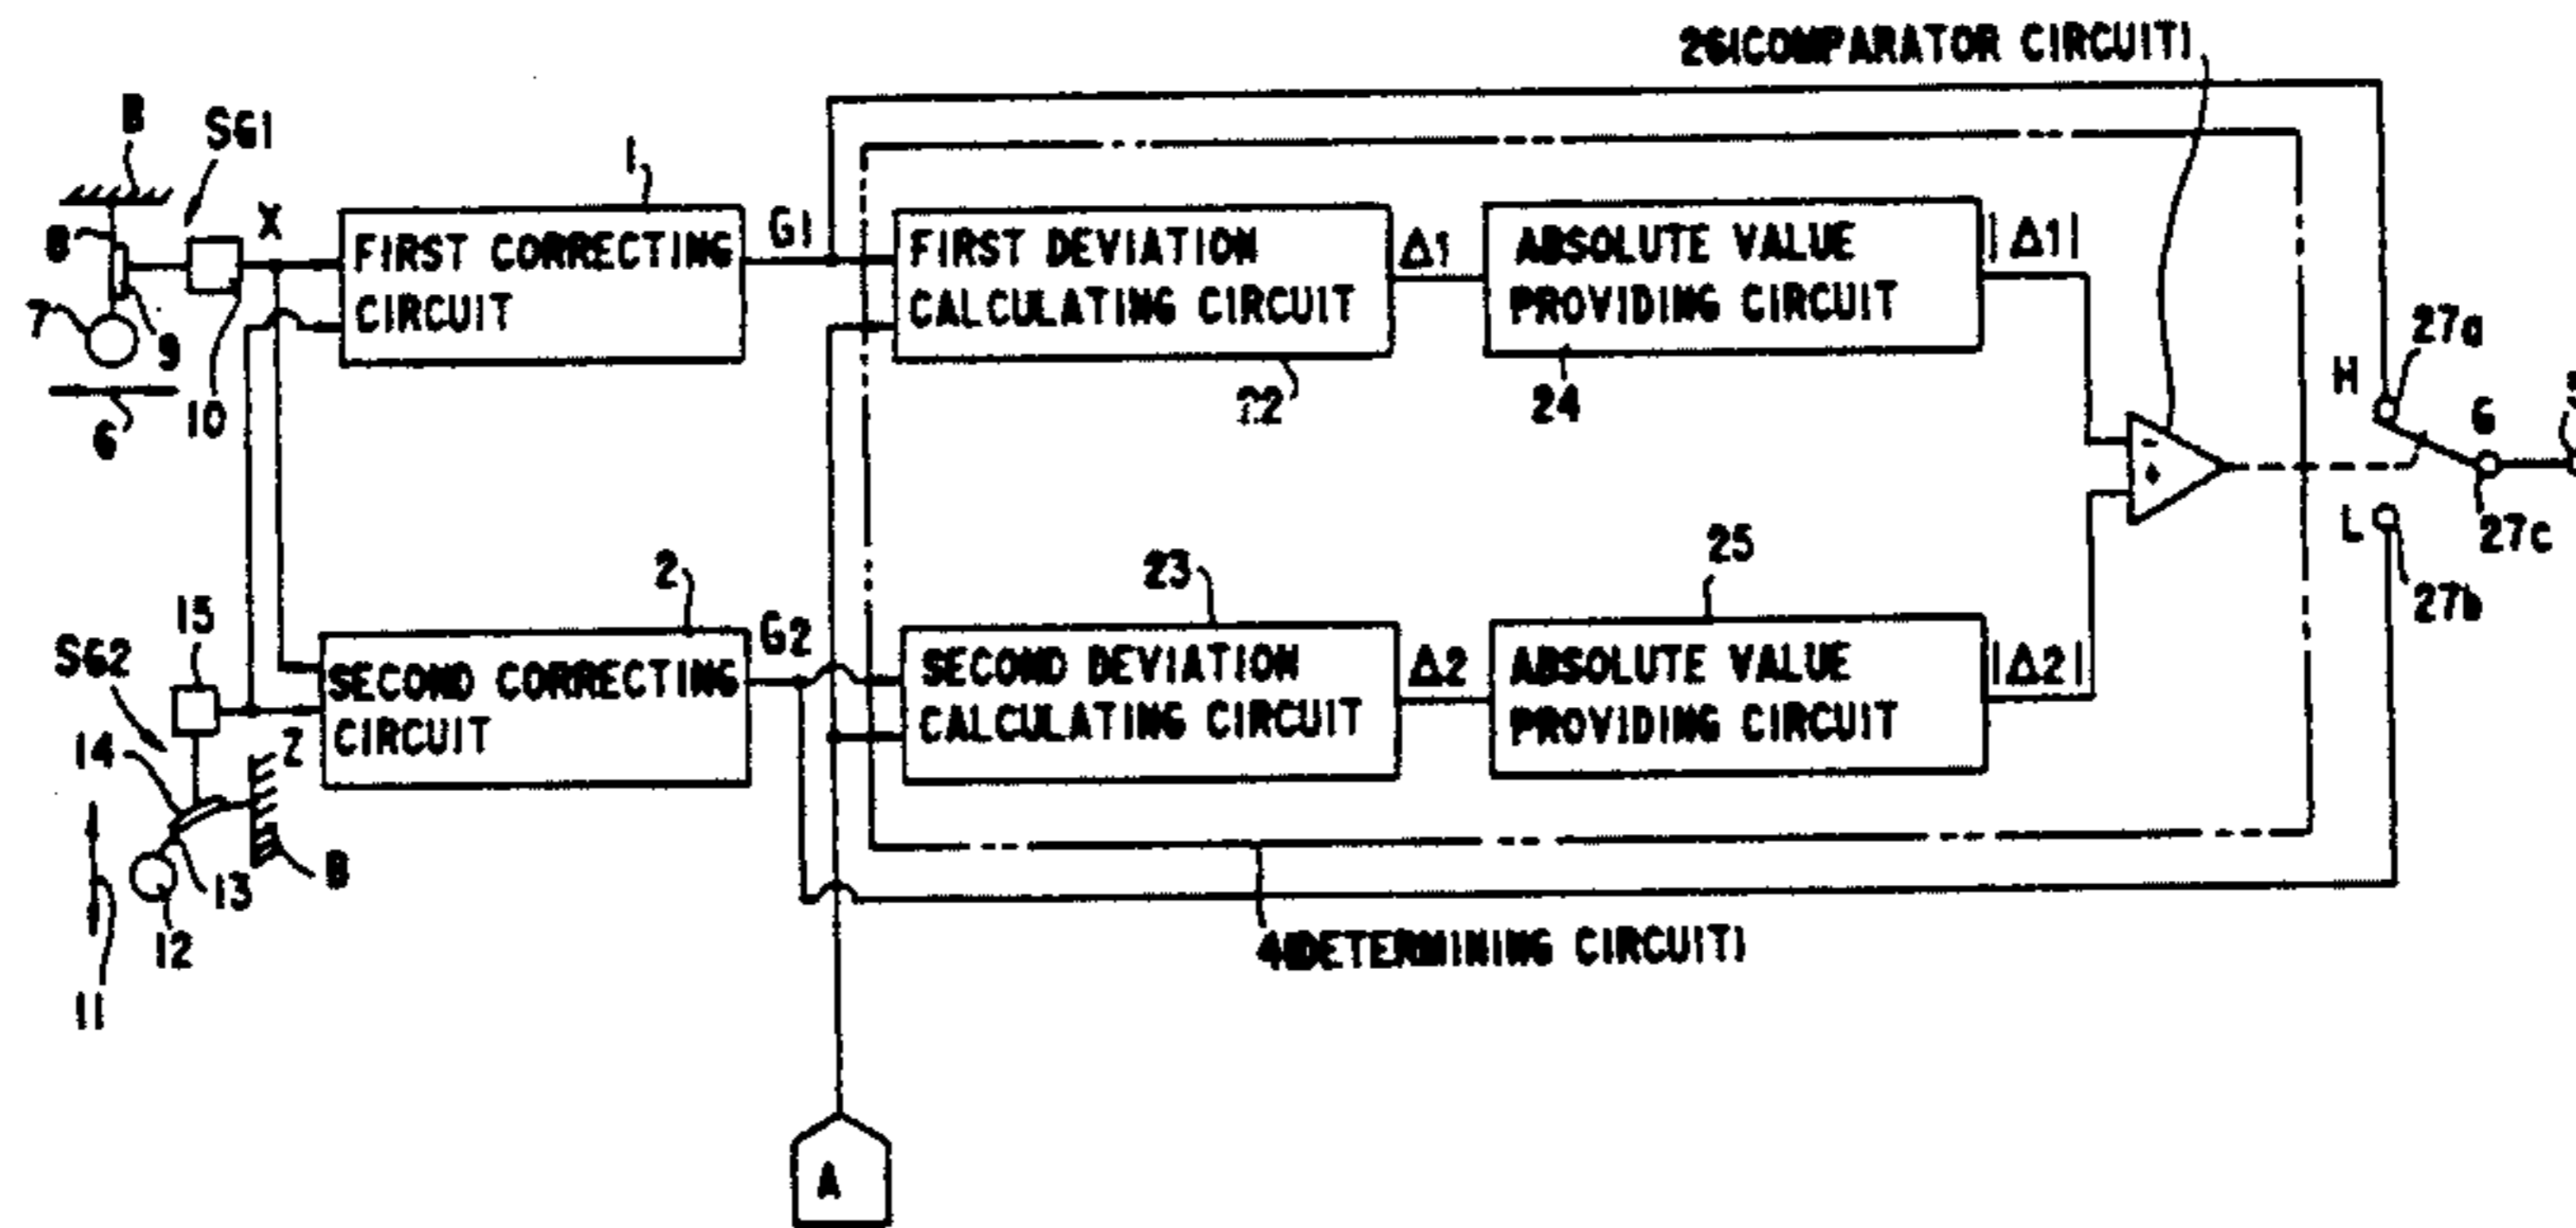 26(COMPARATOR CIRCUIT)
B
SG1
1
X
G1
8
FIRST CORRECTING
CIRCUIT
FIRST DEVIATION
CALCULATING CIRCUIT
Δ1
ABSOLUTE VALUE
PROVIDING CIRCUIT
|Δ1|
7
9
10
6
22
24
H
27a
G
-
+
L
27c
27b
2
23
25
15
SG2
G2
SECOND CORRECTING
CIRCUIT
SECOND DEVIATION
CALCULATING CIRCUIT
Δ2
ABSOLUTE VALUE
PROVIDING CIRCUIT
|Δ2|
14
Z
13
B
12
11
4(DETERMINING CIRCUIT)
A